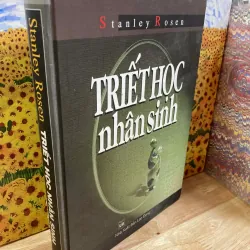 Stanley Rosen
TRIẾT HỌC
nhân sinh
Stanley Rosen
TRIẾT HỌC NHÂN SINH